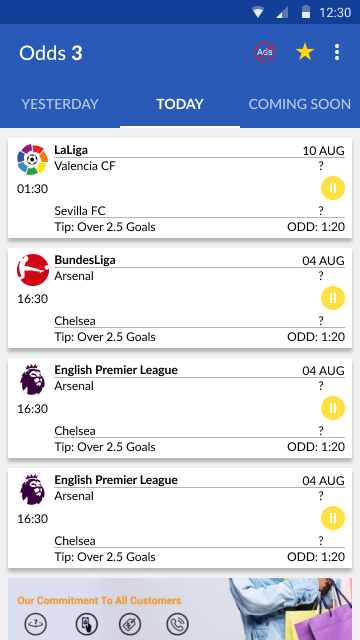 12:30
Odds 3
Ads
YESTERDAY TODAY COMING SOON
LaLiga 10 AUG
Valencia CF ?
01:30
Sevilla FC ?
Tip: Over 2.5 Goals ODD: 1:20
BundesLiga 04 AUG
Arsenal ?
16:30
Chelsea ?
Tip: Over 2.5 Goals ODD: 1:20
English Premier League 04 AUG
Arsenal ?
16:30
Chelsea ?
Tip: Over 2.5 Goals ODD: 1:20
English Premier League 04 AUG
Arsenal ?
16:30
Chelsea ?
Tip: Over 2.5 Goals ODD: 1:20
Our Commitment To All Customers